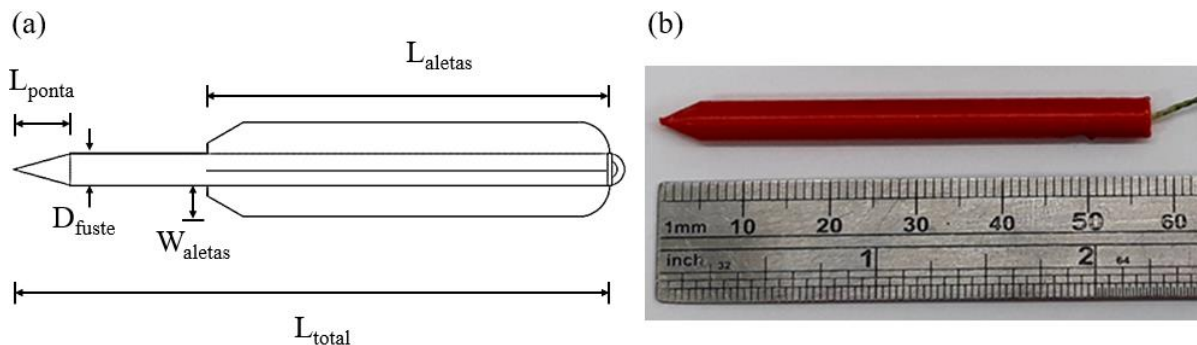 (a)
L_aletas
L_ponta
D_fuste
W_aletas
L_total
(b)
1mm 10 20 30 40 50 60
inch 32 1 2 64